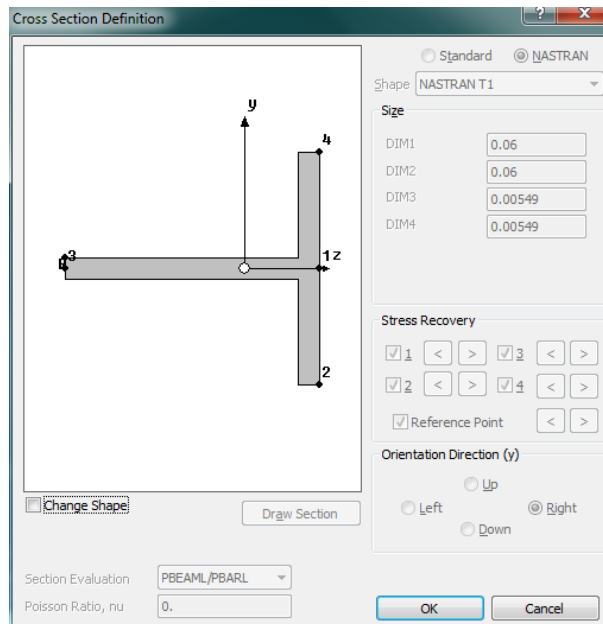 Cross Section Definition
? X
Standard NASTRAN
Shape NASTRAN T1
y
4
3
1 z
2
Size
DIM1 0.06
DIM2 0.06
DIM3 0.00549
DIM4 0.00549
Stress Recovery
1 < > 3 < >
2 < > 4 < >
Reference Point < >
Orientation Direction (y)
Up
Left Right
Down
Change Shape
Draw Section
Section Evaluation PBEAML/PBARL
Poisson Ratio, nu 0.
OK Cancel